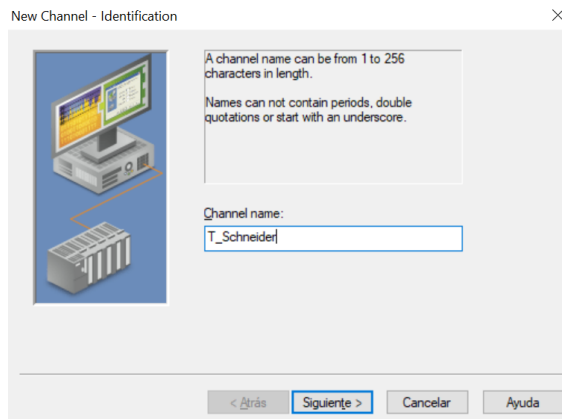 New Channel - Identification
A channel name can be from 1 to 256
characters in length.
Names can not contain periods, double
quotations or start with an underscore.
Channel name:
T_Schneider
< Atrás
Siguiente >
Cancelar
Ayuda